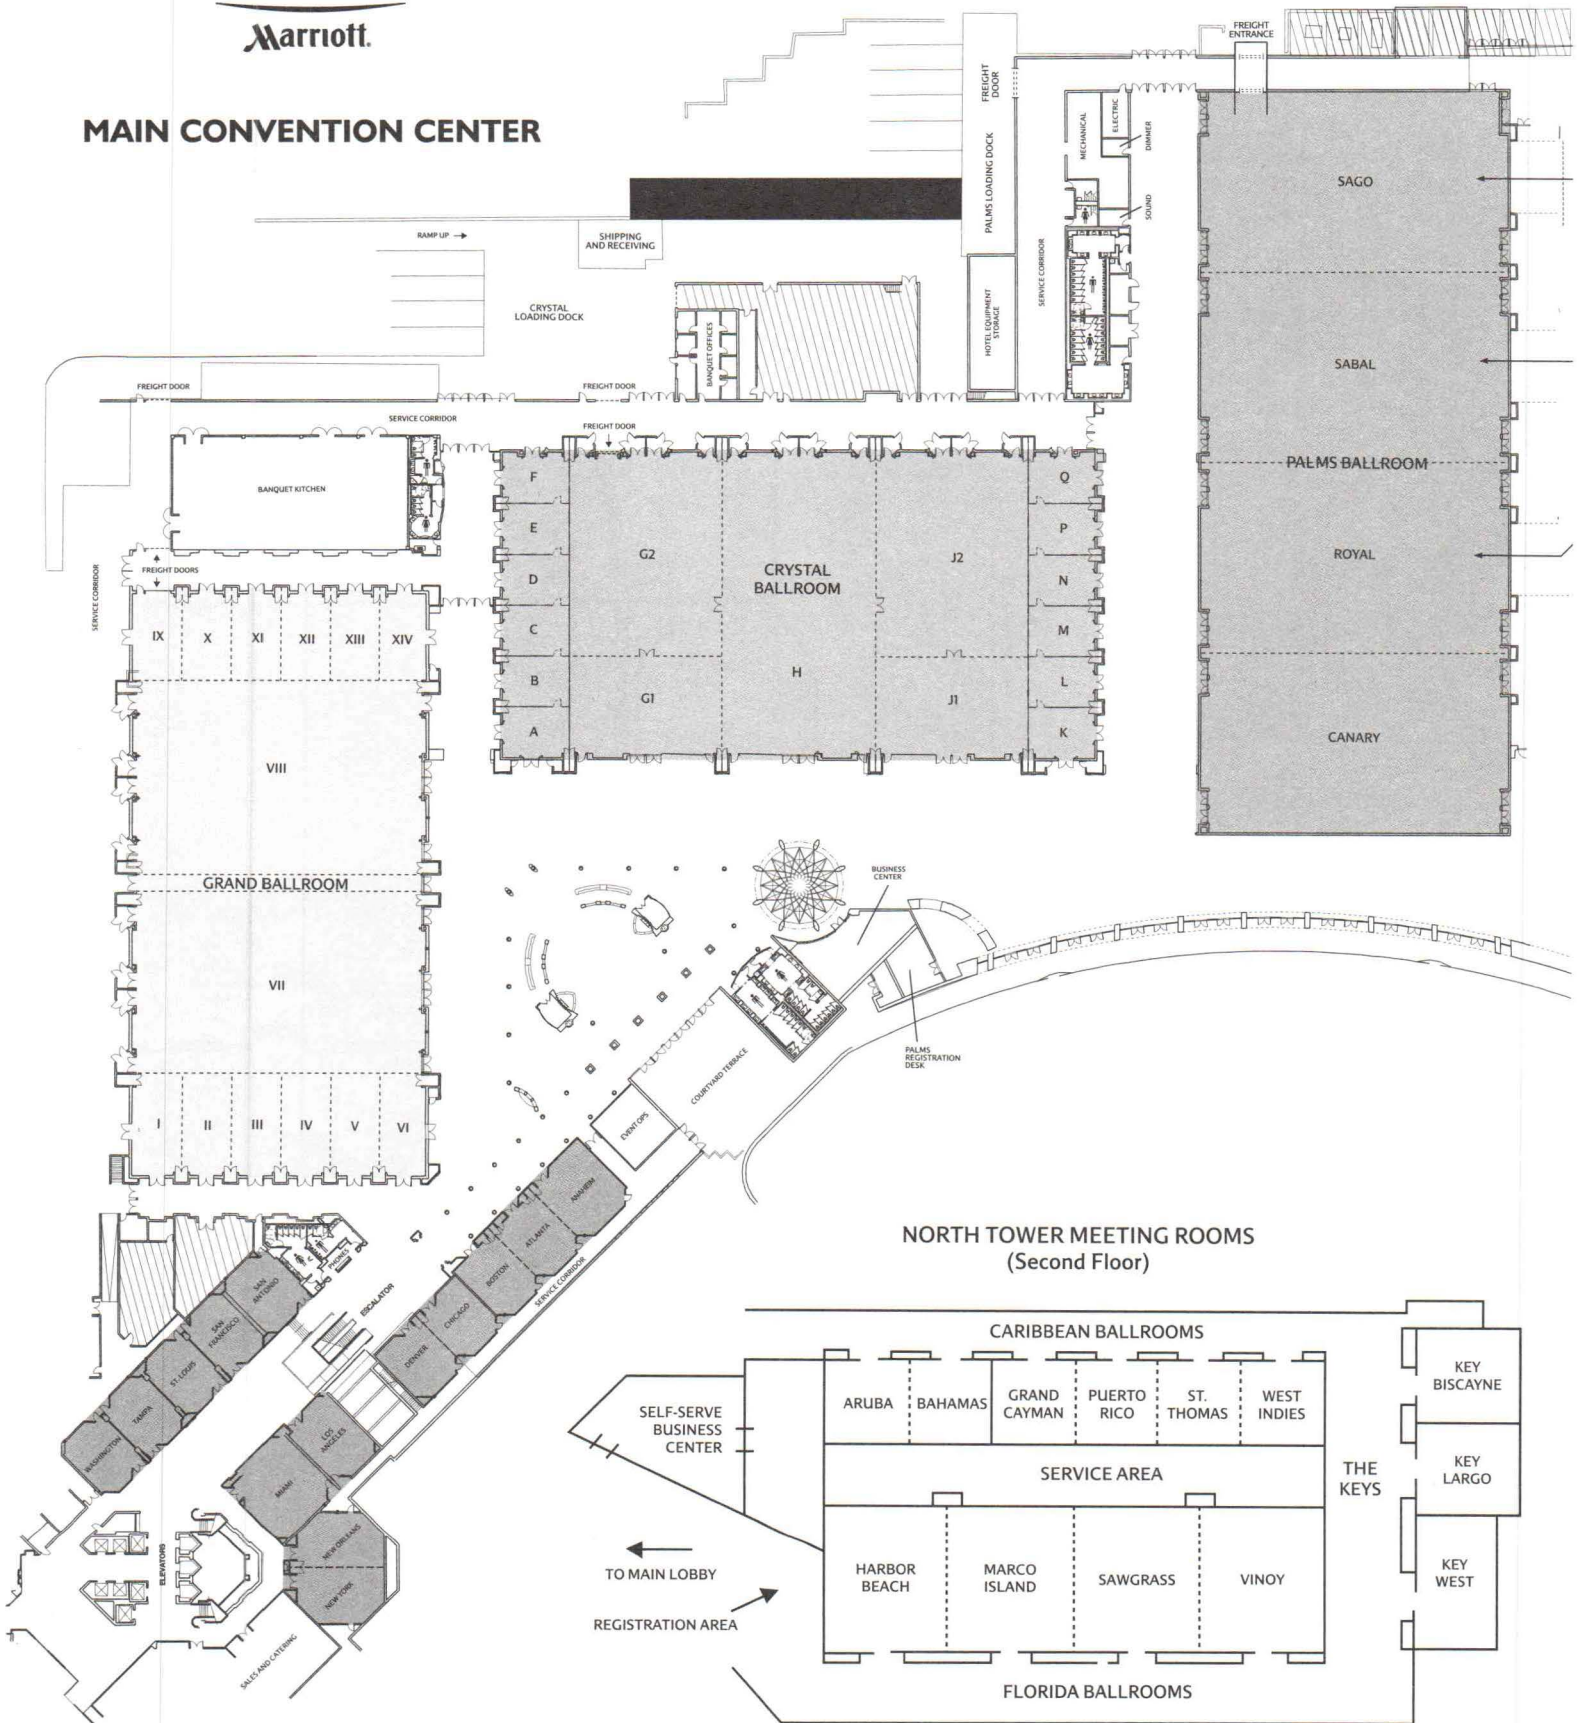 Marriott.
MAIN CONVENTION CENTER
FREIGHT
ENTRANCE
FREIGHT
DOOR
PALMS LOADING DOCK
MECHANICAL
ELECTRIC
DIMMER
SOUND
SAGO
RAMP UP
SHIPPING
AND RECEIVING
CRYSTAL
LOADING DOCK
BANQUET OFFICES
HOTEL EQUIPMENT
STORAGE
SERVICE CORRIDOR
SABAL
FREIGHT DOOR
FREIGHT DOOR
SERVICE CORRIDOR
FREIGHT DOOR
PALMS BALLROOM
BANQUET KITCHEN
F
E
D
C
B
A
G2
G1
CRYSTAL
BALLROOM
H
J2
J1
Q
P
N
M
L
K
ROYAL
CANARY
SERVICE CORRIDOR
FREIGHT DOORS
IX
X
XI
XII
XIII
XIV
VIII
GRAND BALLROOM
VII
I
II
III
IV
V
VI
BUSINESS
CENTER
PALMS
REGISTRATION
DESK
COURTYARD TERRACE
EVENT OPS
ANAHEIM
ATLANTA
BOSTON
CHICAGO
DENVER
SERVICE CORRIDOR
PHONES
ESCALATOR
SAN
ANTONIO
SAN
FRANCISCO
ST. LOUIS
TAMPA
WASHINGTON
LOS
ANGELES
MIAMI
NEW ORLEANS
NEW YORK
ELEVATORS
SALES AND CATERING
NORTH TOWER MEETING ROOMS
(Second Floor)
CARIBBEAN BALLROOMS
SELF-SERVE
BUSINESS
CENTER
ARUBA
BAHAMAS
GRAND
CAYMAN
PUERTO
RICO
ST.
THOMAS
WEST
INDIES
KEY
BISCAYNE
SERVICE AREA
THE
KEYS
KEY
LARGO
TO MAIN LOBBY
REGISTRATION AREA
HARBOR
BEACH
MARCO
ISLAND
SAWGRASS
VINOY
KEY
WEST
FLORIDA BALLROOMS